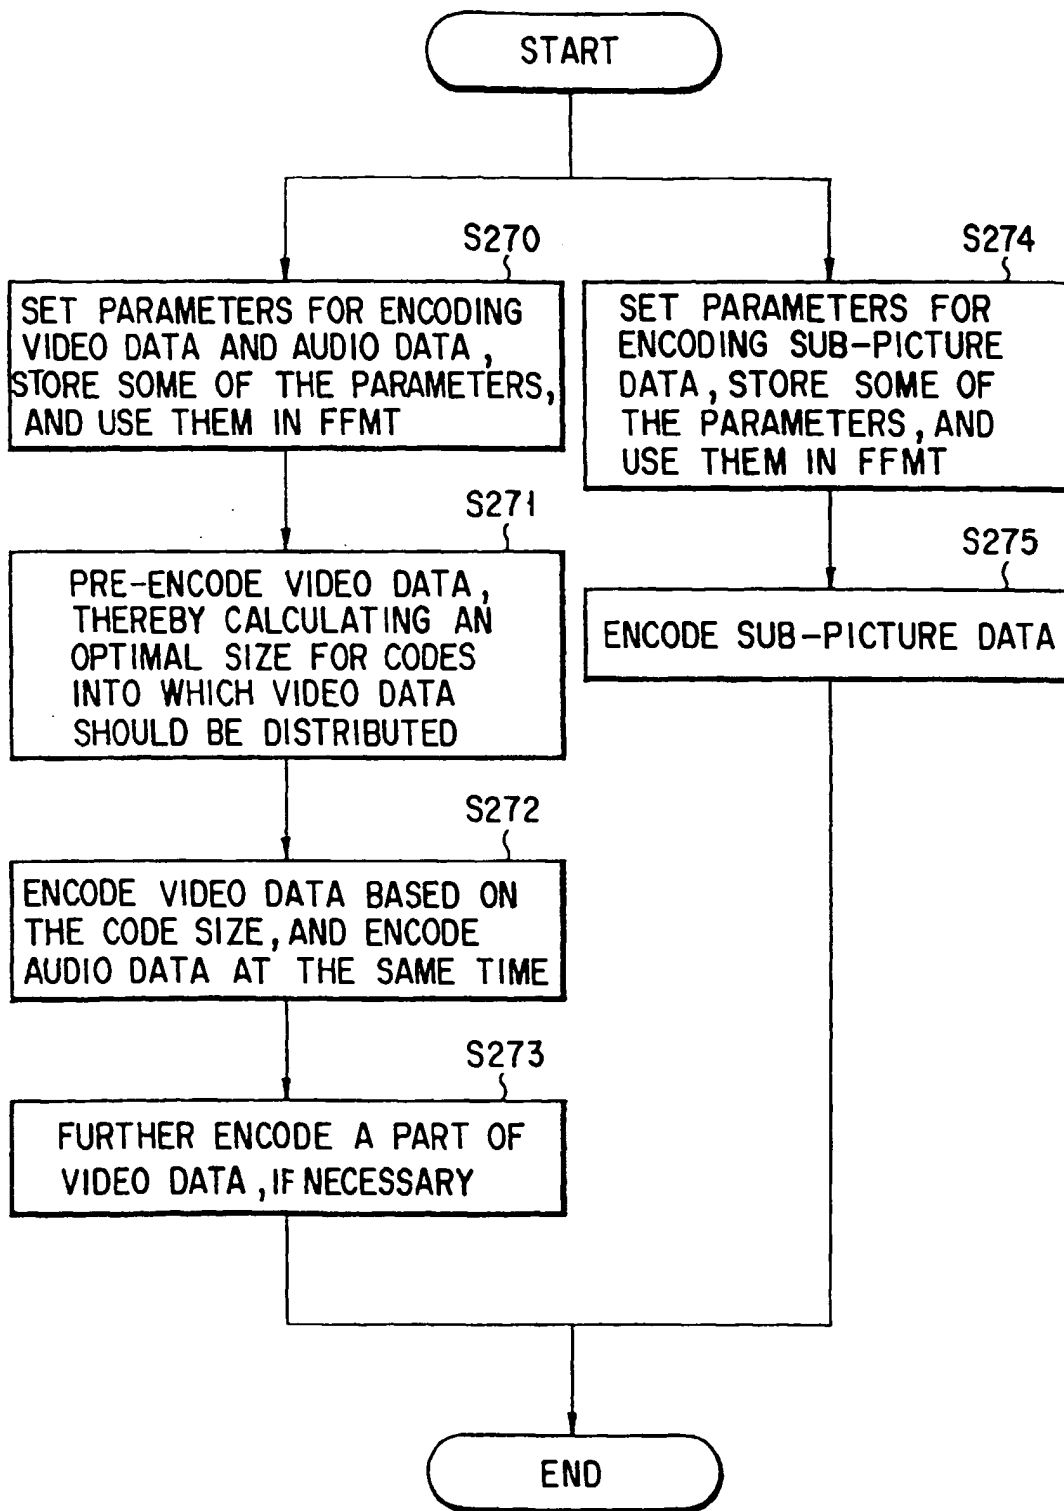 START
S270
SET PARAMETERS FOR ENCODING
VIDEO DATA AND AUDIO DATA,
STORE SOME OF THE PARAMETERS,
AND USE THEM IN FFMT
S271
PRE-ENCODE VIDEO DATA,
THEREBY CALCULATING AN
OPTIMAL SIZE FOR CODES
INTO WHICH VIDEO DATA
SHOULD BE DISTRIBUTED
S272
ENCODE VIDEO DATA BASED ON
THE CODE SIZE, AND ENCODE
AUDIO DATA AT THE SAME TIME
S273
FURTHER ENCODE A PART OF
VIDEO DATA, IF NECESSARY
S274
SET PARAMETERS FOR
ENCODING SUB-PICTURE
DATA, STORE SOME OF
THE PARAMETERS, AND
USE THEM IN FFMT
S275
ENCODE SUB-PICTURE DATA
END